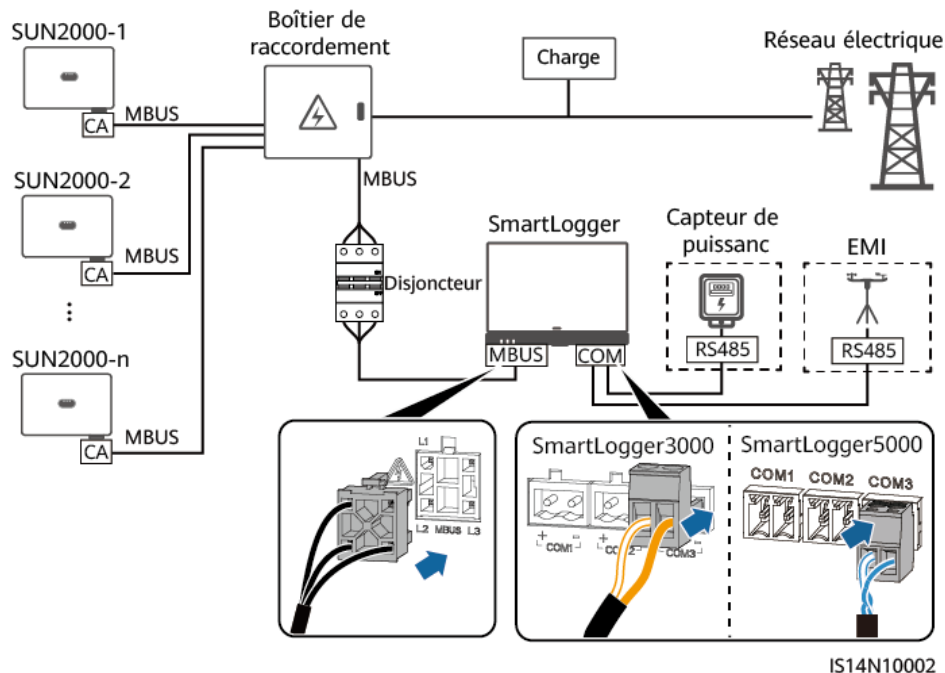 SUN2000-1
MBUS
CA
SUN2000-2
MBUS
CA
SUN2000-n
MBUS
CA
Boîtier de
raccordement
Charge
Réseau électrique
MBUS
Disjoncteur
SmartLogger
MBUS
COM
Capteur de
puissanc
RS485
EMI
RS485
L1
L2 MBUS L3
SmartLogger3000
+ -
COM1
+
COM2
COM3
-
SmartLogger5000
COM1 COM2 COM3
IS14N10002